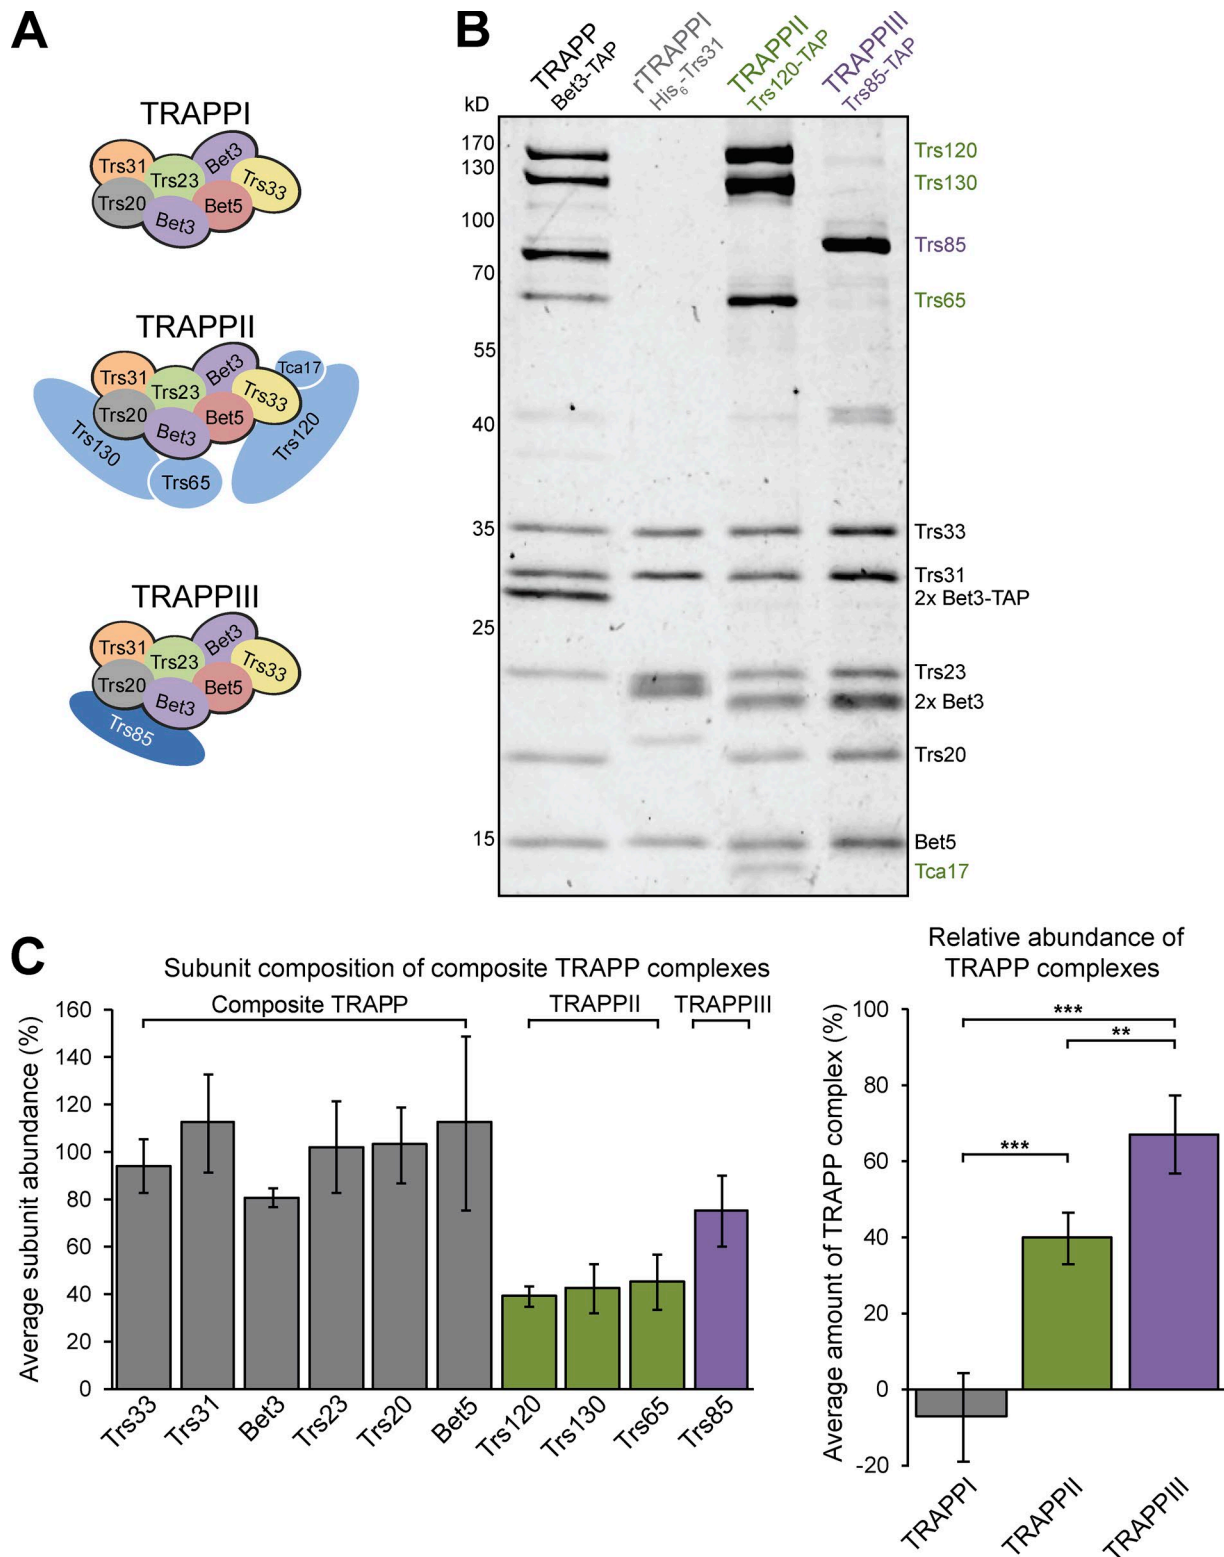 A
TRAPPI
Trs31
Trs23
Bet3
Trs33
Trs20
Bet3
Bet5
TRAPPII
Trs31
Trs23
Bet3
Tca17
Trs33
Trs20
Bet3
Bet5
Trs130
Trs65
Trs120
TRAPPIII
Trs31
Trs23
Bet3
Trs33
Trs20
Bet3
Bet5
Trs85
B
TRAPP
Bet3-TAP
rTRAPPI
His6-Trs31
TRAPPII
Trs120-TAP
TRAPPIII
Trs85-TAP
kD
170
130
100
70
55
40
35
25
15
Trs120
Trs130
Trs85
Trs65
Trs33
Trs31
2x Bet3-TAP
Trs23
2x Bet3
Trs20
Bet5
Tca17
C
Subunit composition of composite TRAPP complexes
Composite TRAPP
TRAPPII
TRAPPIII
Average subunit abundance (%)
160
140
120
100
80
60
40
20
0
Trs33
Trs31
Bet3
Trs23
Trs20
Bet5
Trs120
Trs130
Trs65
Trs85
Relative abundance of
TRAPP complexes
Average amount of TRAPP complex (%)
100
80
60
40
20
0
-20
***
**
***
TRAPPI
TRAPPII
TRAPPIII